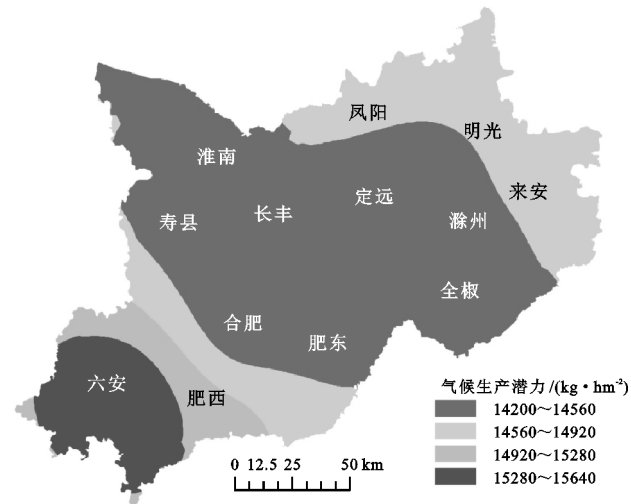 凤阳
明光
淮南
来安
定远
长丰
寿县
滁州
全椒
合肥
肥东
六安
肥西
气候生产潜力/(kg·hm⁻²)
14200～14560
14560～14920
14920～15280
15280～15640
0 12.5 25 50 km